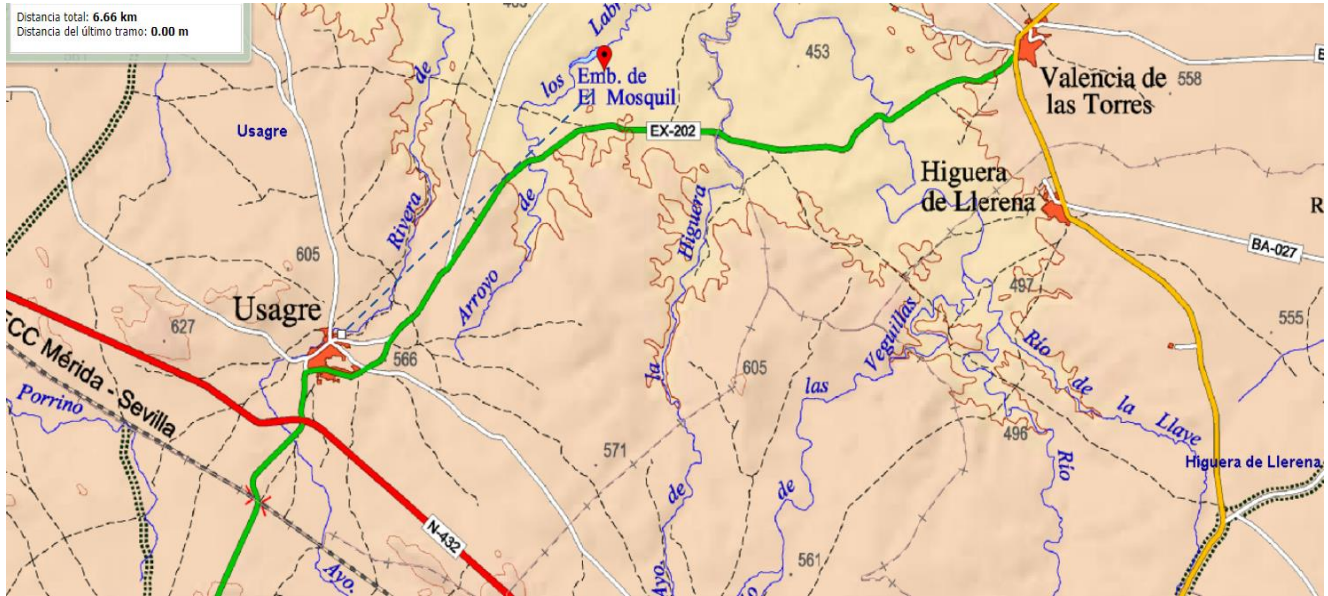 Distancia total: 6.66 km
Distancia del último tramo: 0.00 m
los Labr
Emb. de
El Mosquil
453
Valencia de
las Torres
558
Usagre
de
EX-202
Rivera
de
Higuera
Higuera
de Llerena
BA-027
R
605
Arroyo
497
Usagre
627
566
555
CC Mérida - Sevilla
Porrino
la
605
las Veguillas
Río de la Llave
571
496
Higuera de Llerena
de
de
Río
N-432
561
Ayo.
Ayo.